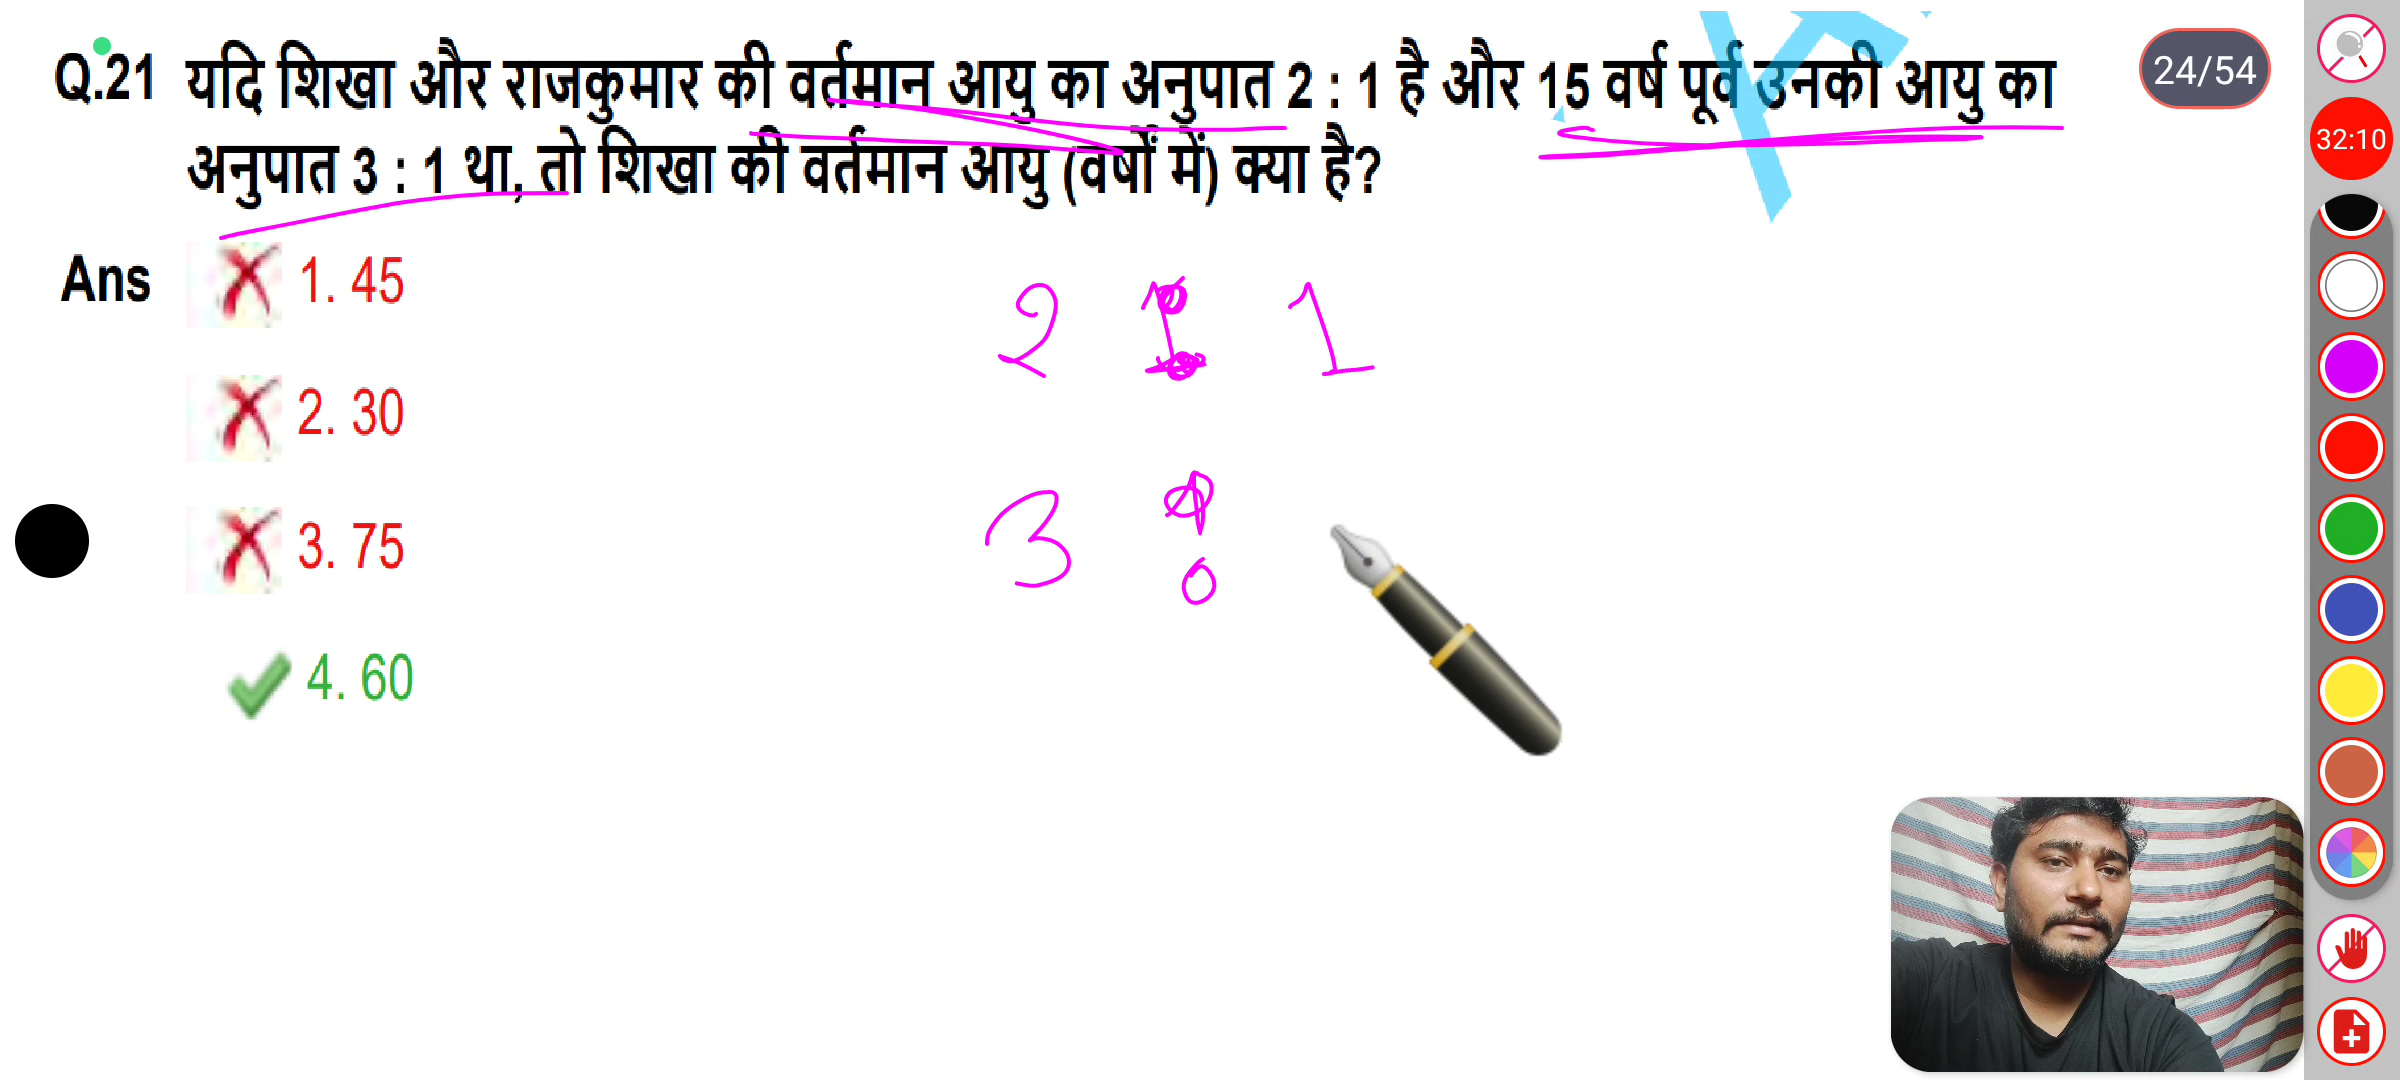 Q.21 यदि शिखा और राजकुमार की वर्तमान आयु का अनुपात 2 : 1 है और 15 वर्ष पूर्व उनकी आयु का
अनुपात 3 : 1 था, तो शिखा की वर्तमान आयु (वर्षों में) क्या है?
24/54
32:10
Ans 1. 45
2. 30
3. 75
4. 60
2 : 1
3 :